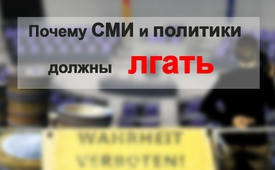 Почему СМИ и политики
должны лгать
WAHRHEIT
VERBOTEN!